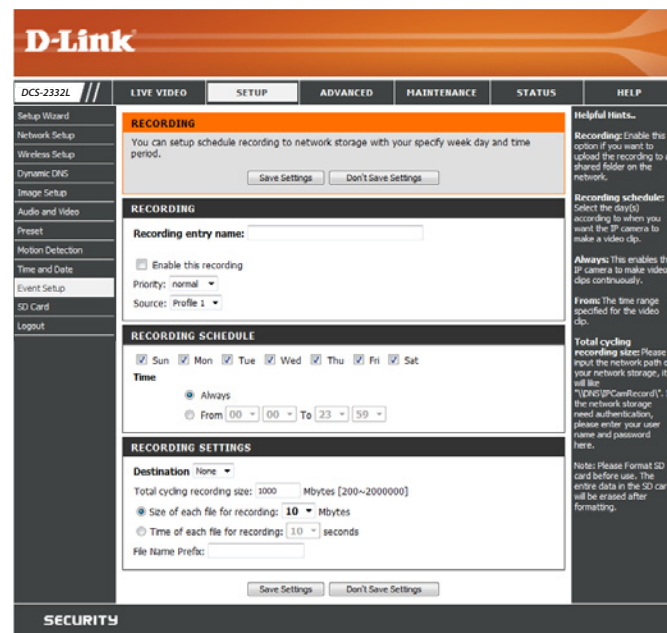 D-Link
DCS-2332L // LIVE VIDEO SETUP ADVANCED MAINTENANCE STATUS HELP
Setup Wizard
Network Setup
Wireless Setup
Dynamic DNS
Image Setup
Audio and Video
Preset
Motion Detection
Time and Date
Event Setup
SD Card
Logout
RECORDING
You can setup schedule recording to network storage with your specify week day and time
period.
Save Settings Don't Save Settings
RECORDING
Recording entry name:
Enable this recording
Priority: normal
Source: Profile 1
RECORDING SCHEDULE
Sun Mon Tue Wed Thu Fri Sat
Time
Always
From 00 : 00 To 23 : 59
RECORDING SETTINGS
Destination None
Total cycling recording size: 1000 Mbytes [200~2000000]
Size of each file for recording: 10 Mbytes
Time of each file for recording: 10 seconds
File Name Prefix:
Save Settings Don't Save Settings
Helpful Hints..
Recording: Enable this
option if you want to
upload the recording to a
shared folder on the
network.
Recording schedule:
Select the day(s)
according to when you
want the IP camera to
make a video clip.
Always: This enables th
IP camera to make video
clips continuously.
From: The time range
specified for the video
clip.
Total cycling
recording size: Please
input the network path o
your network storage, it
will like
"\\DNS\IPCamRecord\".
the network storage
need authentication,
please enter your user
name and password
here.
Note: Please Format SD
card before use. The
entire data in the SD car
will be erased after
formatting.
SECURITY